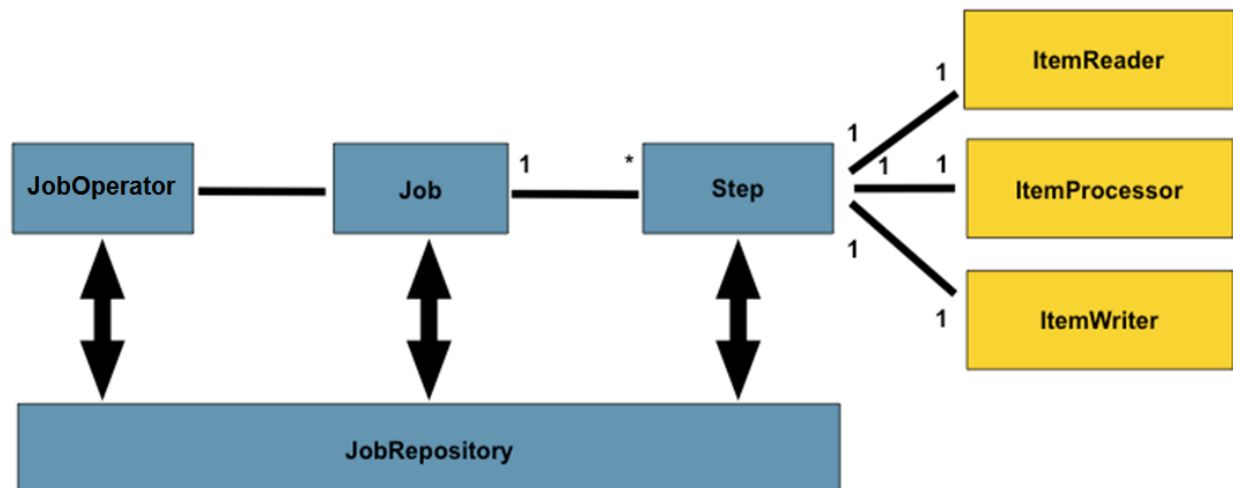 ItemReader
1
1
JobOperator
Job
1
*
Step
1
1
ItemProcessor
1
1
ItemWriter
JobRepository